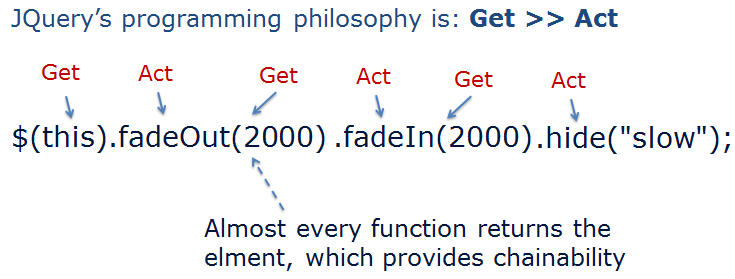 JQuery's programming philosophy is: Get >> Act
Get Act Get Act Get Act
$(this).fadeOut(2000) .fadeIn(2000).hide("slow");
Almost every function returns the
elment, which provides chainability